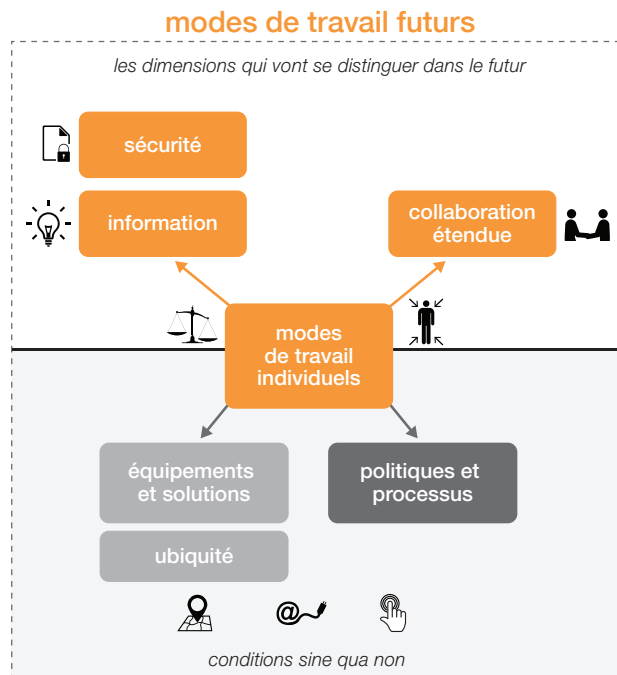 modes de travail futurs
les dimensions qui vont se distinguer dans le futur
sécurité
information
collaboration
étendue
modes
de travail
individuels
équipements
et solutions
politiques et
processus
ubiquité
@
conditions sine qua non